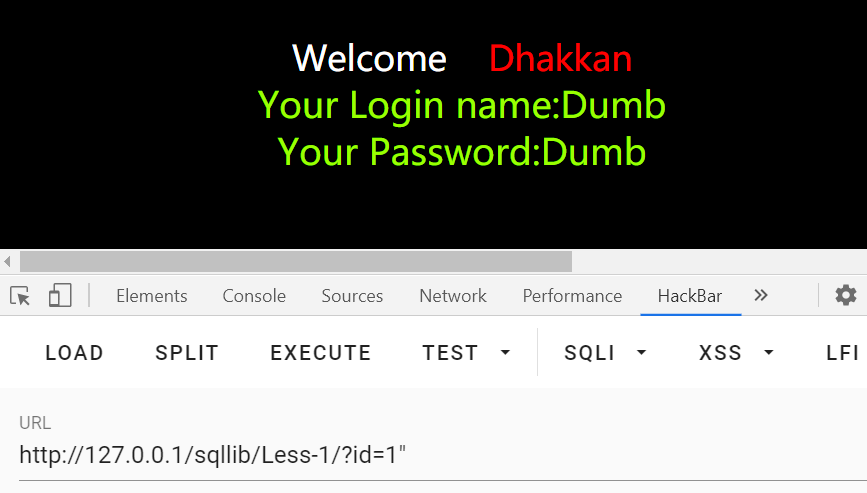 Welcome Dhakkan
Your Login name:Dumb
Your Password:Dumb
Elements Console Sources Network Performance HackBar »
LOAD SPLIT EXECUTE TEST SQLI XSS LFI
URL
http://127.0.0.1/sqllib/Less-1/?id=1"